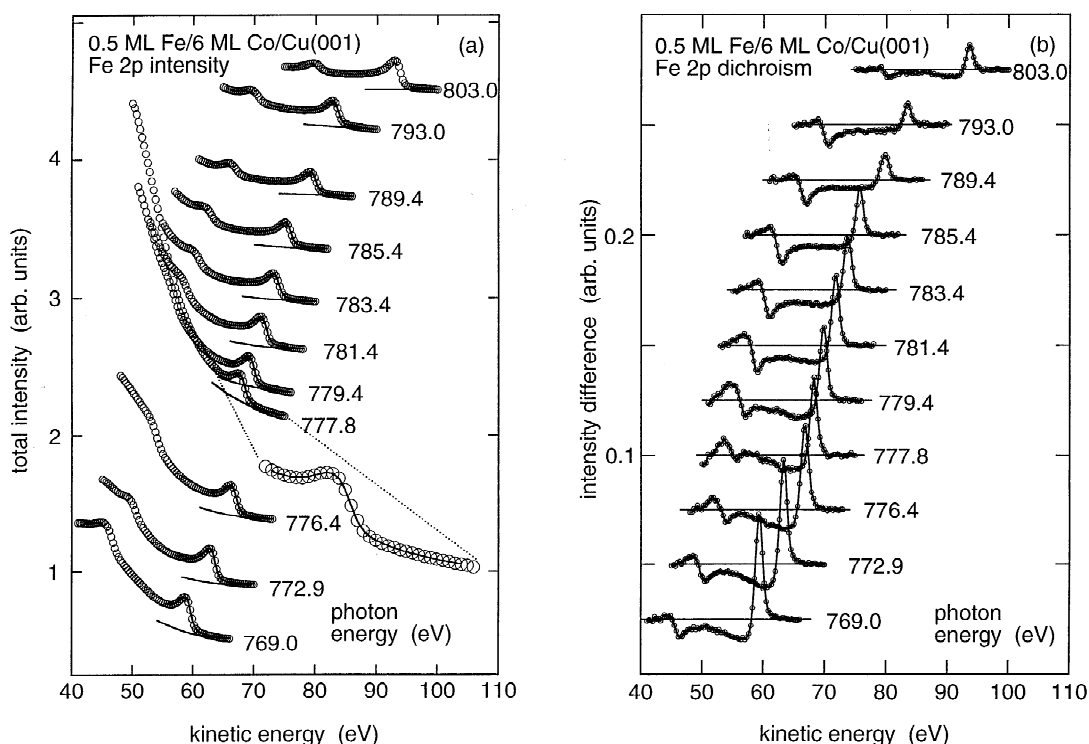 0.5 ML Fe/6 ML Co/Cu(001)
(a)
Fe 2p intensity
803.0
793.0
789.4
785.4
783.4
781.4
779.4
777.8
776.4
772.9
769.0
photon
energy (eV)
total intensity (arb. units)
4
3
2
1
40 50 60 70 80 90 100 110
kinetic energy (eV)
0.5 ML Fe/6 ML Co/Cu(001)
(b)
Fe 2p dichroism
803.0
793.0
789.4
785.4
783.4
781.4
779.4
777.8
776.4
772.9
769.0
photon
energy (eV)
intensity difference (arb. units)
0.2
0.1
40 50 60 70 80 90 100 110
kinetic energy (eV)